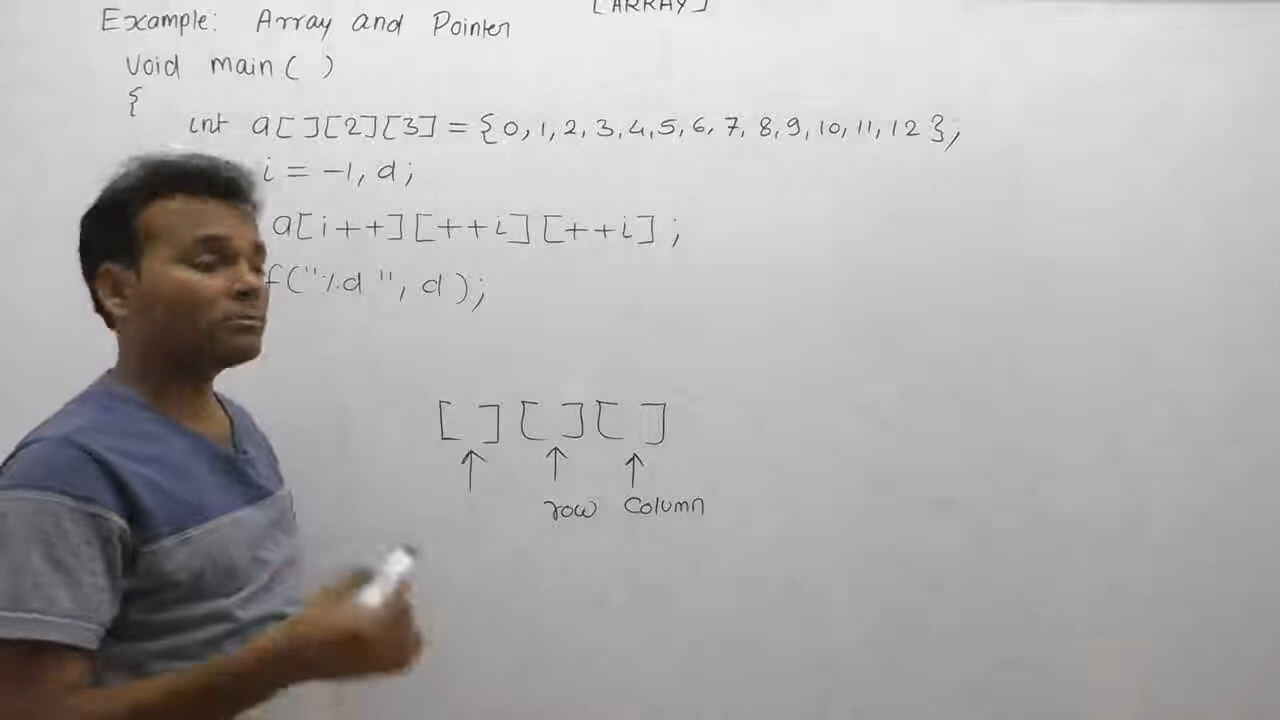 [ARRAY]
Example: Array and Pointer
void main( )
{
int a[ ][2][3] = {0, 1, 2, 3, 4, 5, 6, 7, 8, 9, 10, 11, 12};
i = -1, d;
a[i++][++i][++i];
f("%d", d);
[ ][ ][ ]
↑ ↑ ↑
row column